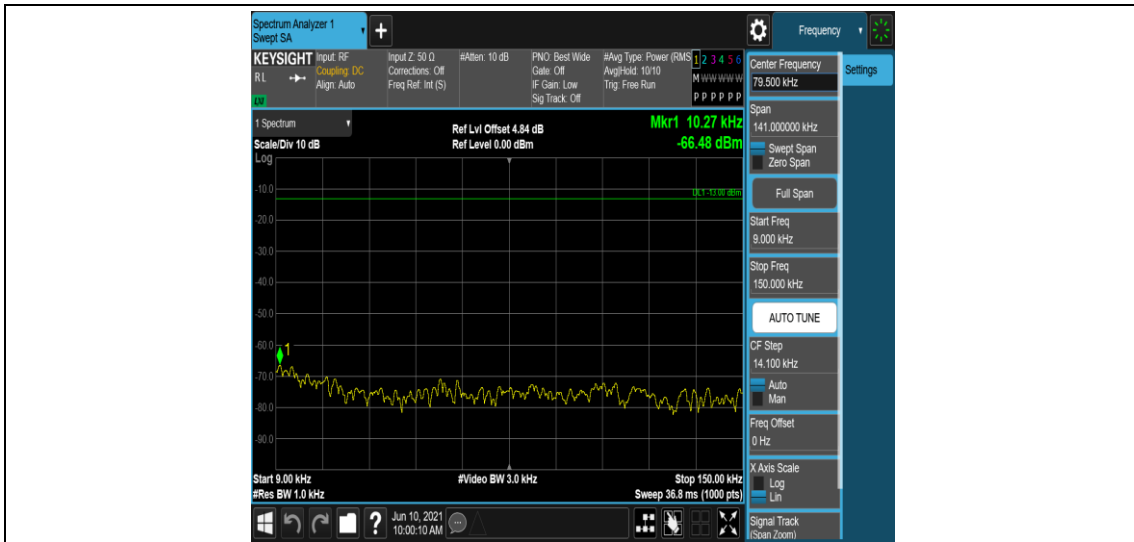 Spectrum Analyzer 1
Swept SA
Frequency
KEYSIGHT
RL
LXI
Input: RF
Coupling: DC
Align: Auto
Input Z: 50 Ω
Corrections: Off
Freq Ref: Int (S)
#Atten: 10 dB
PNO: Best Wide
Gate: Off
IF Gain: Low
Sig Track: Off
#Avg Type: Power (RMS
Avg|Hold: 10/10
Trig: Free Run
1 2 3 4 5 6
M W W W W W
P P P P P P
1 Spectrum
Scale/Div 10 dB
Log
Ref Lvl Offset 4.84 dB
Ref Level 0.00 dBm
Mkr1 10.27 kHz
-66.48 dBm
DL1 -13.00 dBm
-10.0
-20.0
-30.0
-40.0
-50.0
-60.0
1
-70.0
-80.0
-90.0
Start 9.00 kHz
#Res BW 1.0 kHz
#Video BW 3.0 kHz
Stop 150.00 kHz
Sweep 36.8 ms (1000 pts)
Center Frequency
79.500 kHz
Settings
Span
141.000000 kHz
Swept Span
Zero Span
Full Span
Start Freq
9.000 kHz
Stop Freq
150.000 kHz
AUTO TUNE
CF Step
14.100 kHz
Auto
Man
Freq Offset
0 Hz
X Axis Scale
Log
Lin
Signal Track
(Span Zoom)
?
Jun 10, 2021
10:00:10 AM